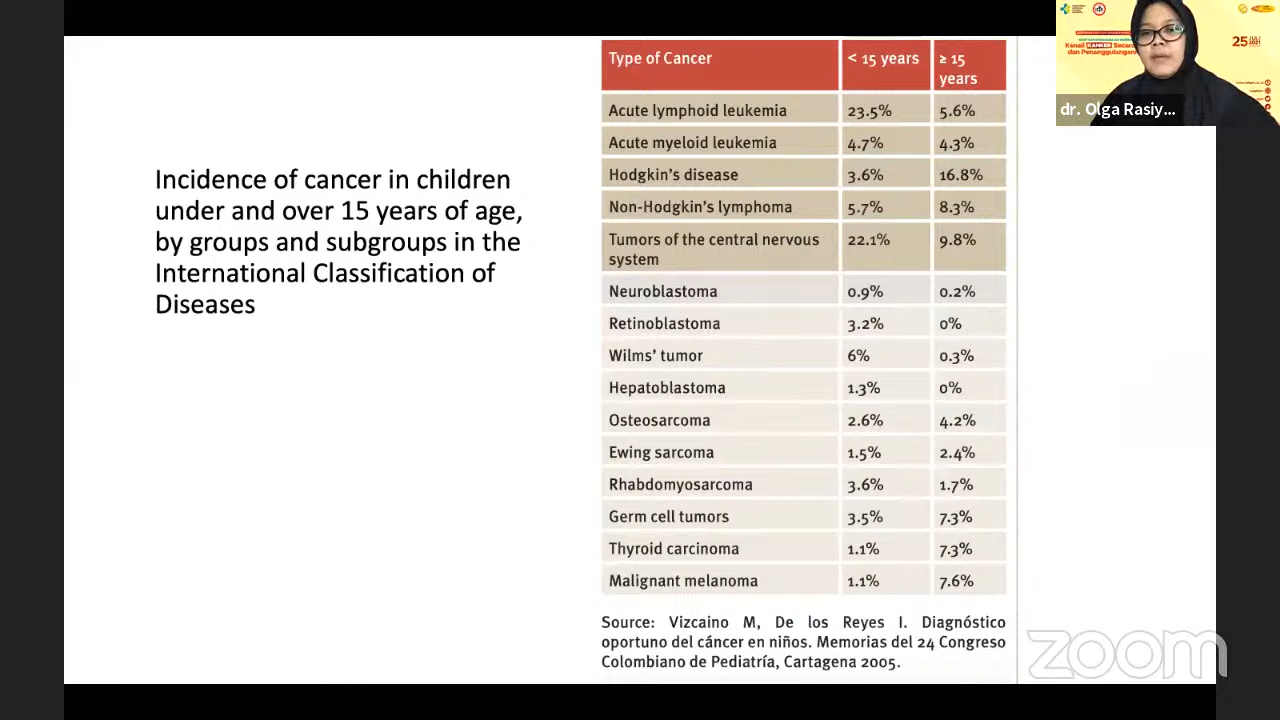 Incidence of cancer in children
under and over 15 years of age,
by groups and subgroups in the
International Classification of
Diseases
Type of Cancer < 15 years ≥ 15 years
Acute lymphoid leukemia 23.5% 5.6%
Acute myeloid leukemia 4.7% 4.3%
Hodgkin's disease 3.6% 16.8%
Non-Hodgkin's lymphoma 5.7% 8.3%
Tumors of the central nervous system 22.1% 9.8%
Neuroblastoma 0.9% 0.2%
Retinoblastoma 3.2% 0%
Wilms' tumor 6% 0.3%
Hepatoblastoma 1.3% 0%
Osteosarcoma 2.6% 4.2%
Ewing sarcoma 1.5% 2.4%
Rhabdomyosarcoma 3.6% 1.7%
Germ cell tumors 3.5% 7.3%
Thyroid carcinoma 1.1% 7.3%
Malignant melanoma 1.1% 7.6%
Source: Vizcaino M, De los Reyes I. Diagnóstico
oportuno del cáncer en niños. Memorias del 24 Congreso
Colombiano de Pediatría, Cartagena 2005.
Kenali KANKER Secara
dan Penanggulangan
25
dr. Olga Rasiy...
zoom